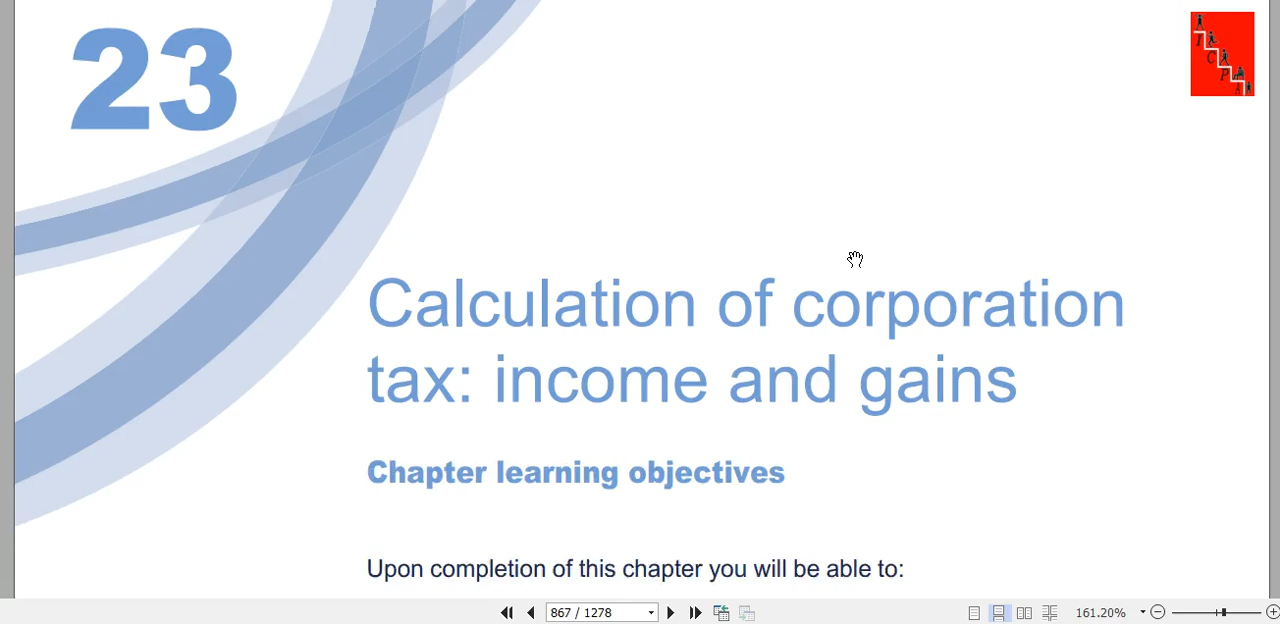 23
I
C
P
A
Calculation of corporation
tax: income and gains
Chapter learning objectives
Upon completion of this chapter you will be able to:
867 / 1278
161.20%